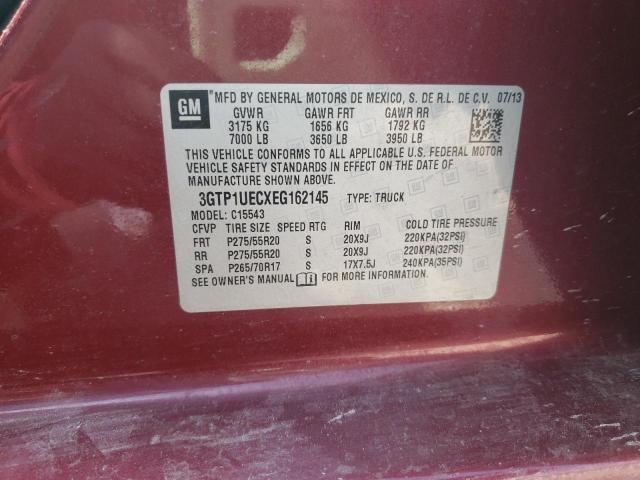 GM
MFD BY GENERAL MOTORS DE MEXICO, S. DE R.L. DE C.V. 07/13
GVWR GAWR FRT GAWR RR
3175 KG 1656 KG 1792 KG
7000 LB 3650 LB 3950 LB
THIS VEHICLE CONFORMS TO ALL APPLICABLE U.S. FEDERAL MOTOR
VEHICLE SAFETY STANDARDS IN EFFECT ON THE DATE OF
MANUFACTURE SHOWN ABOVE.
3GTP1UECXEG162145 TYPE: TRUCK
MODEL: C15543
CFVP TIRE SIZE SPEED RTG RIM COLD TIRE PRESSURE
FRT P275/55R20 S 20X9J 220KPA(32PSI)
RR P275/55R20 S 20X9J 220KPA(32PSI)
SPA P265/70R17 S 17X7.5J 240KPA(35PSI)
SEE OWNER'S MANUAL FOR MORE INFORMATION.